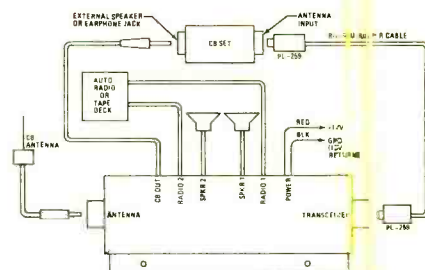 EXTERNAL SPEAKER
OR EARPHONE JACK
ANTENNA
INPUT
CB SET
CABLE
PL-259
AUTO
RADIO
OR
TAPE
DECK
CB
ANTENNA
RED
+12V
BLK
GRD
(12V
RETURN)
CB OUT
RADIO 2
SPKR 2
SPKR 1
RADIO 1
POWER
ANTENNA
TRANSCEIVER
PL-259